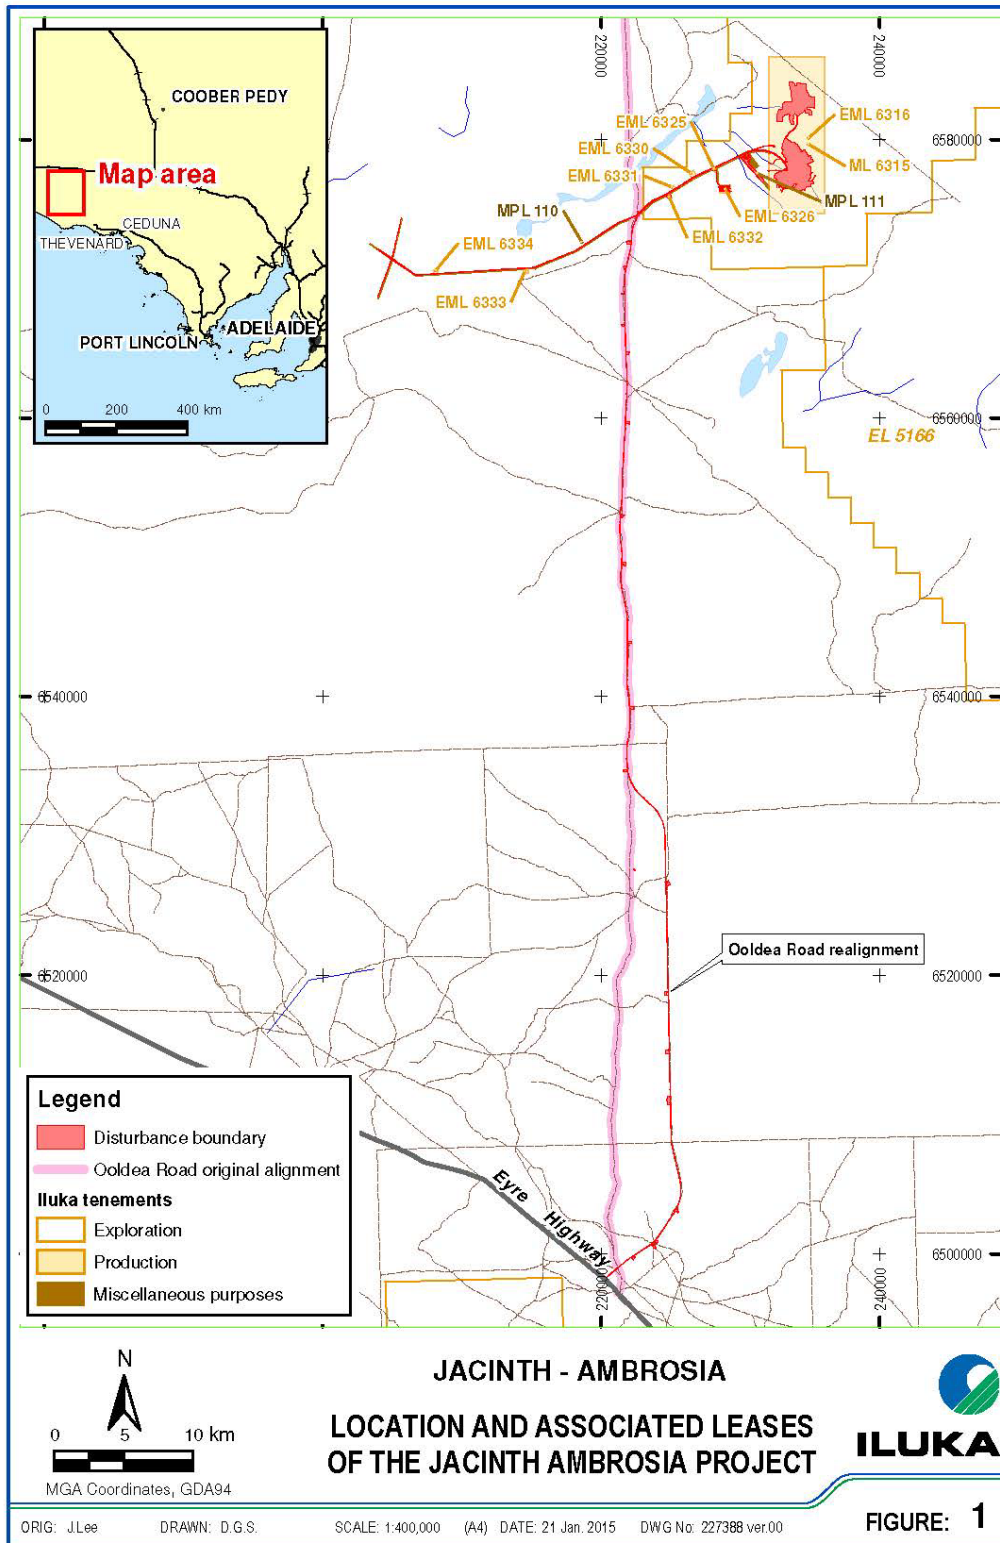 COOBER PEDY
Map area
CEDUNA
THEVENARD
PORT LINCOLN
ADELAIDE
0 200 400 km
220000
240000
6580000
EML 6325
EML 6330
EML 6331
MPL 110
EML 6334
EML 6333
EML 6316
ML 6315
MPL 111
EML 6326
EML 6332
6560000
EL 5166
6540000
6540000
Ooldea Road realignment
6520000
6520000
Eyre Highway
6500000
220000
240000
Legend
Disturbance boundary
Ooldea Road original alignment
Iluka tenements
Exploration
Production
Miscellaneous purposes
N
0 5 10 km
MGA Coordinates, GDA94
JACINTH - AMBROSIA
LOCATION AND ASSOCIATED LEASES
OF THE JACINTH AMBROSIA PROJECT
ILUKA
ORIG: J.Lee DRAWN: D.G.S. SCALE: 1:400,000 (A4) DATE: 21 Jan. 2015 DWG No: 227388 ver.00
FIGURE: 1